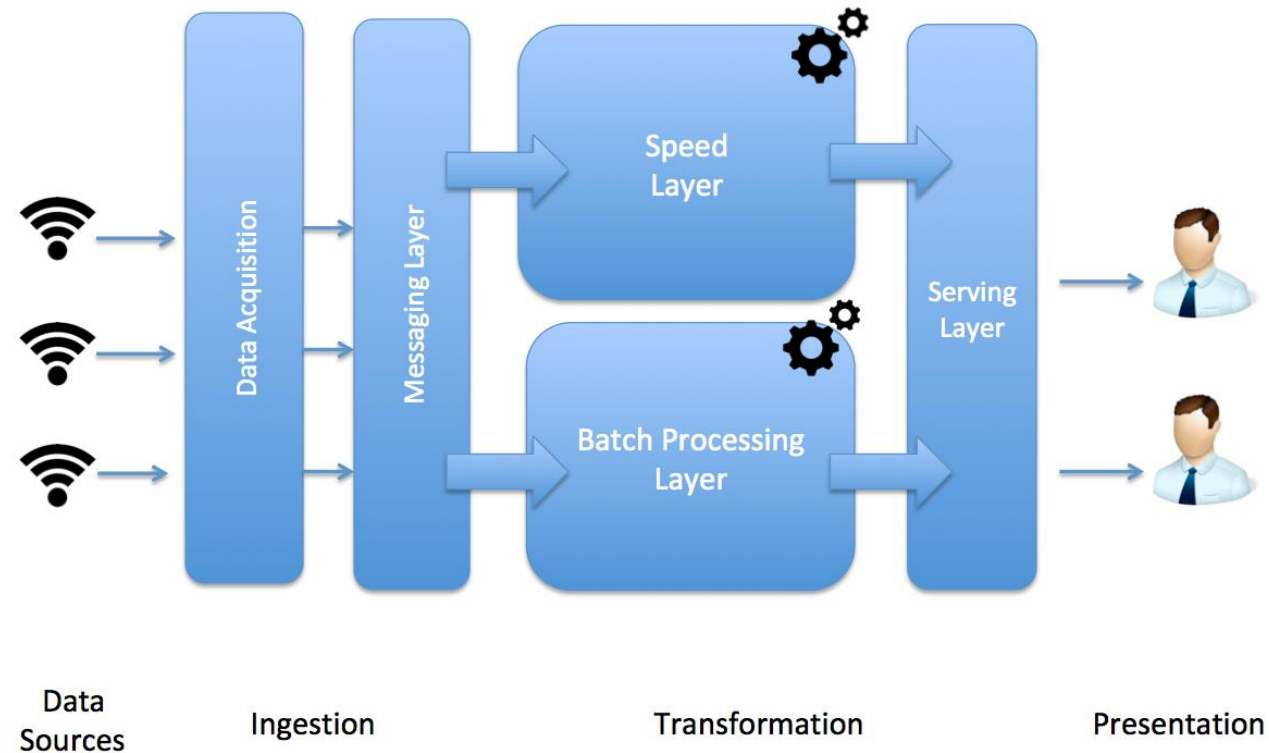 Data Acquisition
Messaging Layer
Speed
Layer
Batch Processing
Layer
Serving
Layer
Data
Sources
Ingestion
Transformation
Presentation